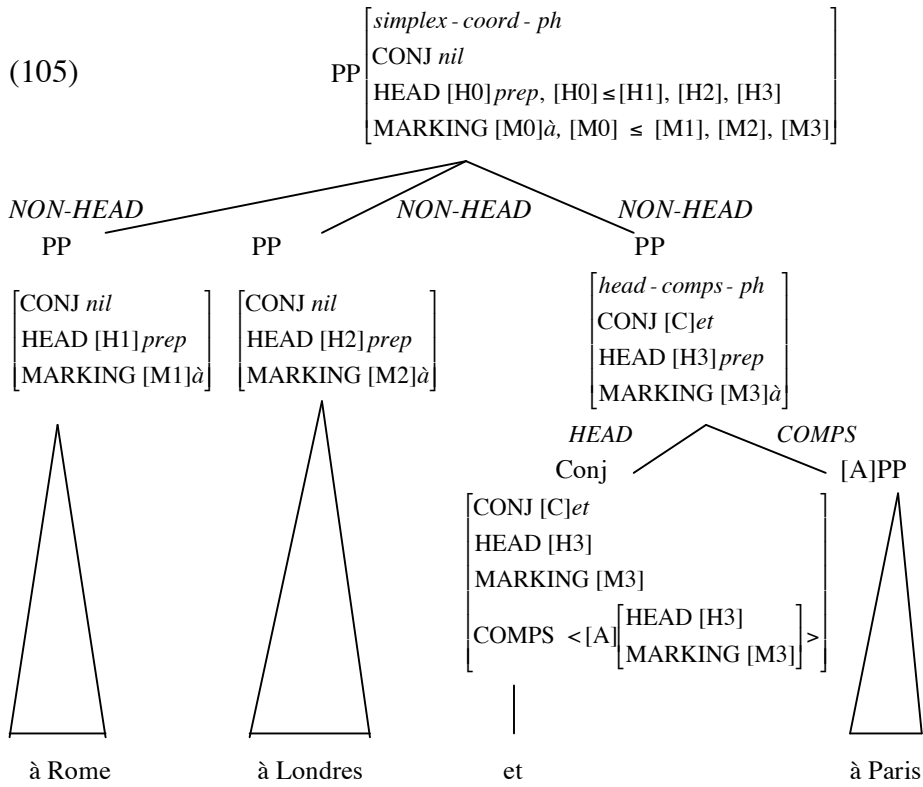 (105)
PP
simplex - coord - ph
CONJ nil
HEAD [H0]prep, [H0] ≤ [H1], [H2], [H3]
MARKING [M0]à, [M0] ≤ [M1], [M2], [M3]
NON-HEAD NON-HEAD NON-HEAD
PP PP PP
CONJ nil
HEAD [H1]prep
MARKING [M1]à
CONJ nil
HEAD [H2]prep
MARKING [M2]à
head - comps - ph
CONJ [C]et
HEAD [H3]prep
MARKING [M3]à
HEAD COMPS
Conj [A]PP
CONJ [C]et
HEAD [H3]
MARKING [M3]
COMPS <[A][HEAD [H3]
MARKING [M3]]>
à Rome à Londres et à Paris